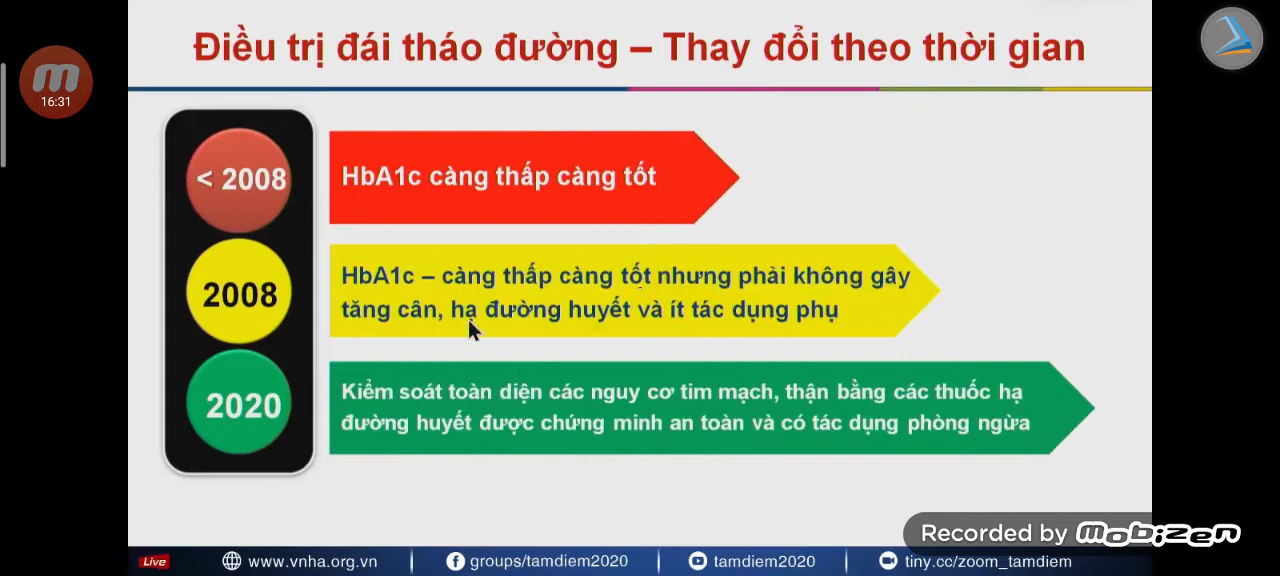 Điều trị đái tháo đường – Thay đổi theo thời gian
m
16:31
< 2008
HbA1c càng thấp càng tốt
2008
HbA1c – càng thấp càng tốt nhưng phải không gây
tăng cân, hạ đường huyết và ít tác dụng phụ
2020
Kiểm soát toàn diện các nguy cơ tim mạch, thận bằng các thuốc hạ
đường huyết được chứng minh an toàn và có tác dụng phòng ngừa
Recorded by mobizen
Live
www.vnha.org.vn
groups/tamdiem2020
tamdiem2020
tiny.cc/zoom_tamdiem